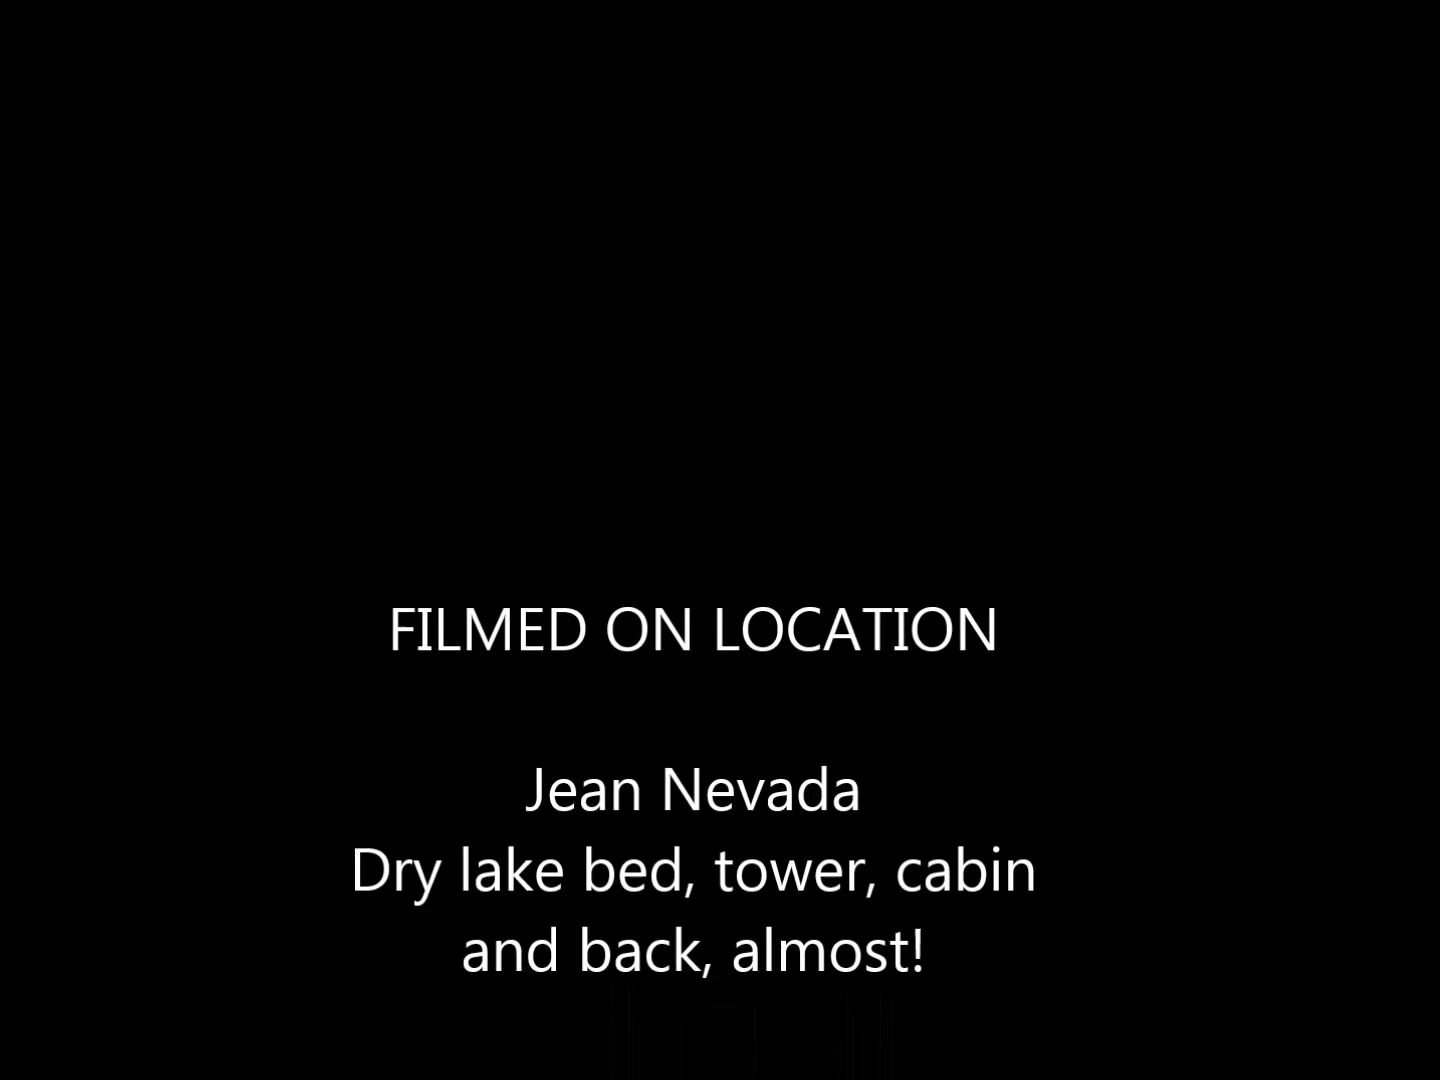 FILMED ON LOCATION
Jean Nevada
Dry lake bed, tower, cabin
and back, almost!